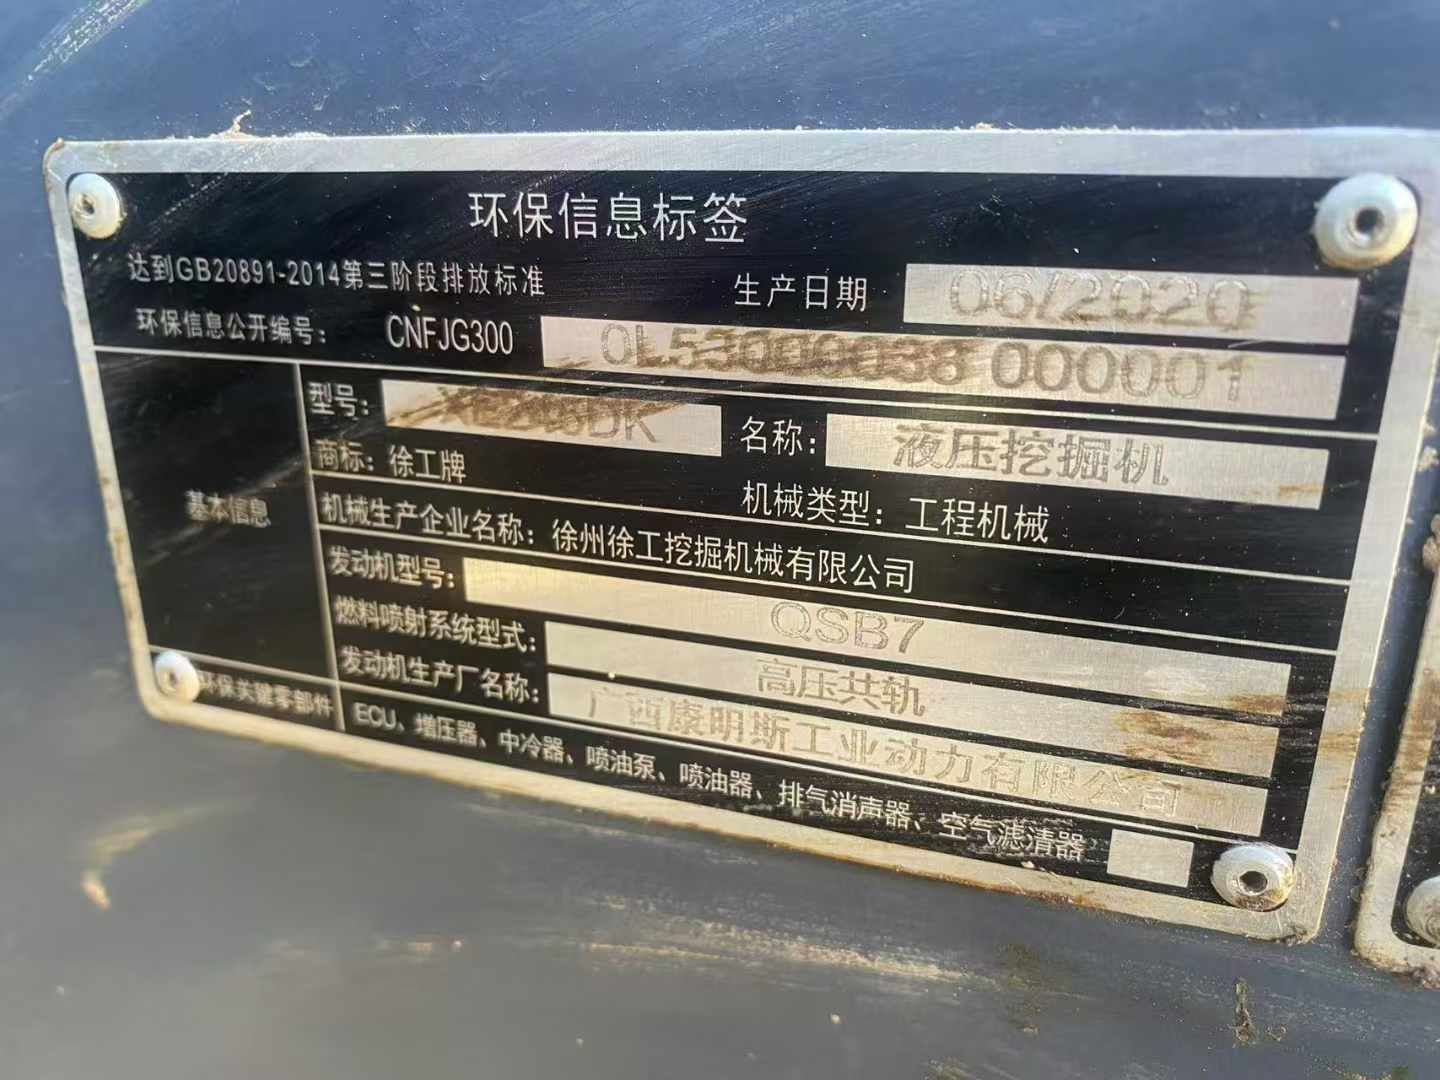 环保信息标签
达到GB20891-2014第三阶段排放标准 生产日期 06/2020
环保信息公开编号： CNFJG300 0L53000038 000001
基本信息
型号： 名称： 液压挖掘机
商标：徐工牌 机械类型：工程机械
机械生产企业名称：徐州徐工挖掘机械有限公司
发动机型号： QSB7
燃料喷射系统型式： 高压共轨
发动机生产厂名称： 广西康明斯工业动力有限公司
环保关键零部件 ECU、增压器、中冷器、喷油泵、喷油器、排气消声器、空气滤清器